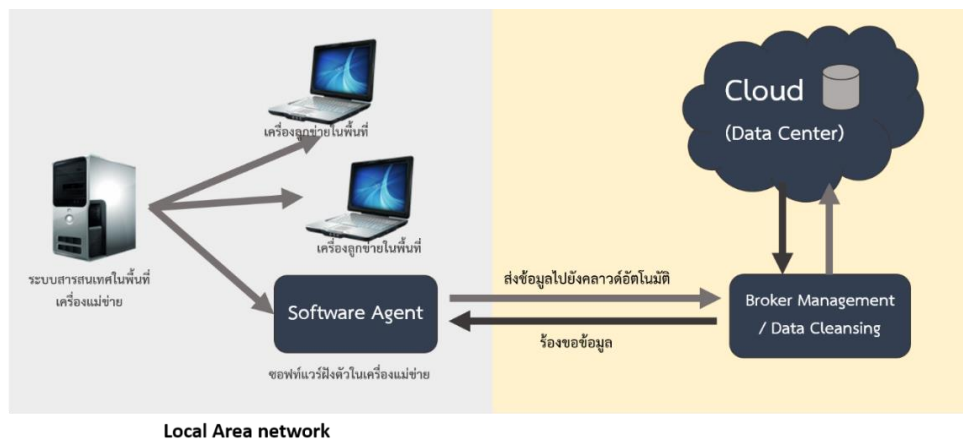 เครื่องลูกข่ายในพื้นที่
เครื่องลูกข่ายในพื้นที่
ระบบสารสนเทศในพื้นที่
เครื่องแม่ข่าย
Software Agent
ซอฟท์แวร์ฝังตัวในเครื่องแม่ข่าย
ส่งข้อมูลไปยังคลาวด์อัตโนมัติ
ร้องขอข้อมูล
Cloud
(Data Center)
Broker Management
/ Data Cleansing
Local Area network